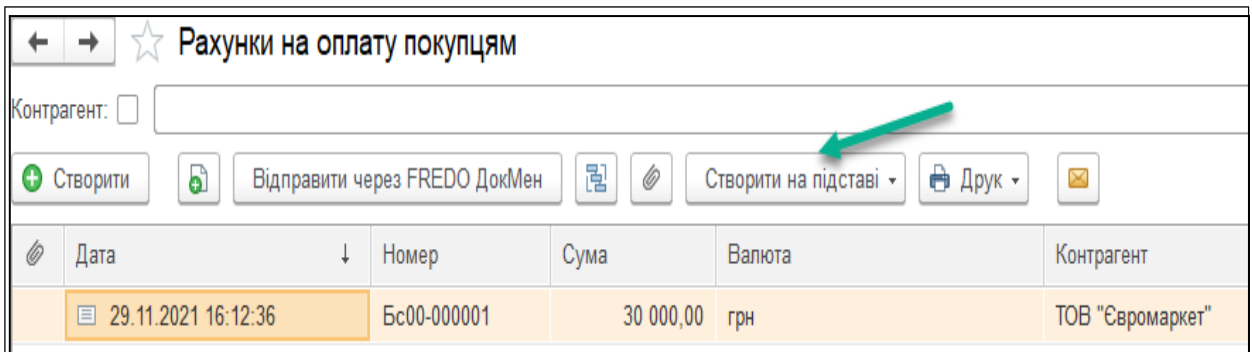 Рахунки на оплату покупцям
Контрагент:
Створити Відправити через FREDO ДокМен Створити на підставі Друк
Дата Номер Сума Валюта Контрагент
29.11.2021 16:12:36 Бс00-000001 30 000,00 грн ТОВ "Євромаркет"